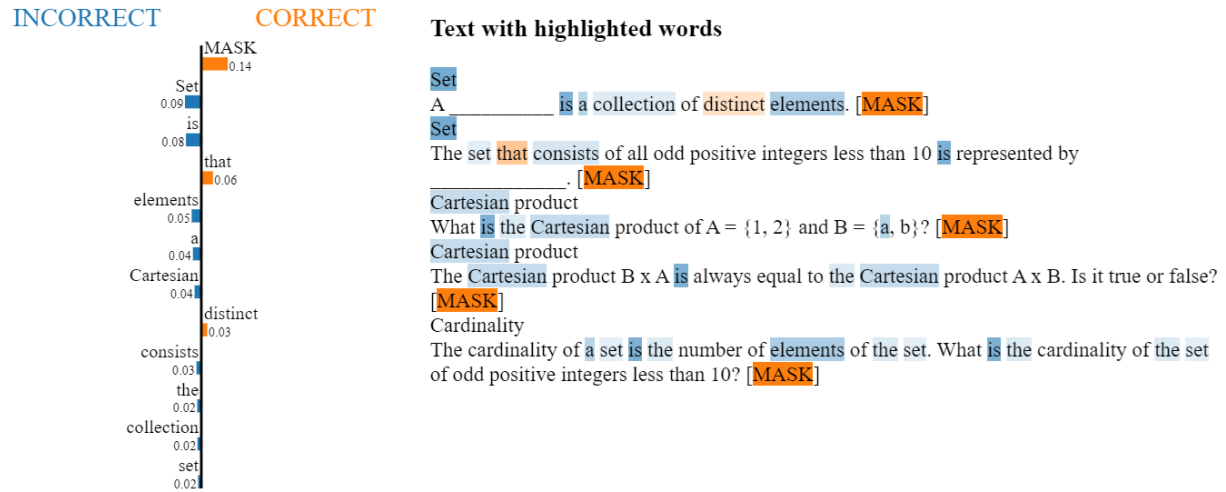 INCORRECT CORRECT
MASK
0.14
Set
0.09
is
0.08
that
0.06
elements
0.05
a
0.04
Cartesian
0.04
distinct
0.03
consists
0.03
the
0.02
collection
0.02
set
0.02
Text with highlighted words
Set
A __________ is a collection of distinct elements. [MASK]
Set
The set that consists of all odd positive integers less than 10 is represented by
_____________. [MASK]
Cartesian product
What is the Cartesian product of A = {1, 2} and B = {a, b}? [MASK]
Cartesian product
The Cartesian product B x A is always equal to the Cartesian product A x B. Is it true or false?
[MASK]
Cardinality
The cardinality of a set is the number of elements of the set. What is the cardinality of the set
of odd positive integers less than 10? [MASK]